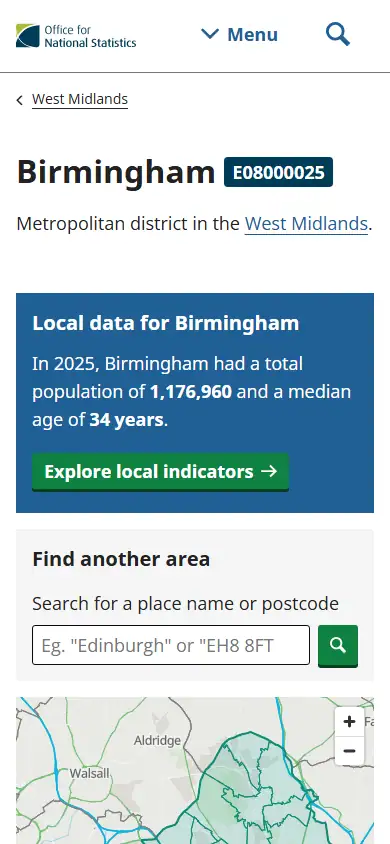 Office for
National Statistics
Menu
West Midlands
Birmingham E08000025
Metropolitan district in the West Midlands.
Local data for Birmingham
In 2025, Birmingham had a total
population of 1,176,960 and a median
age of 34 years.
Explore local indicators →
Find another area
Search for a place name or postcode
Eg. "Edinburgh" or "EH8 8FT
Aldridge
Walsall
Fa
+
−